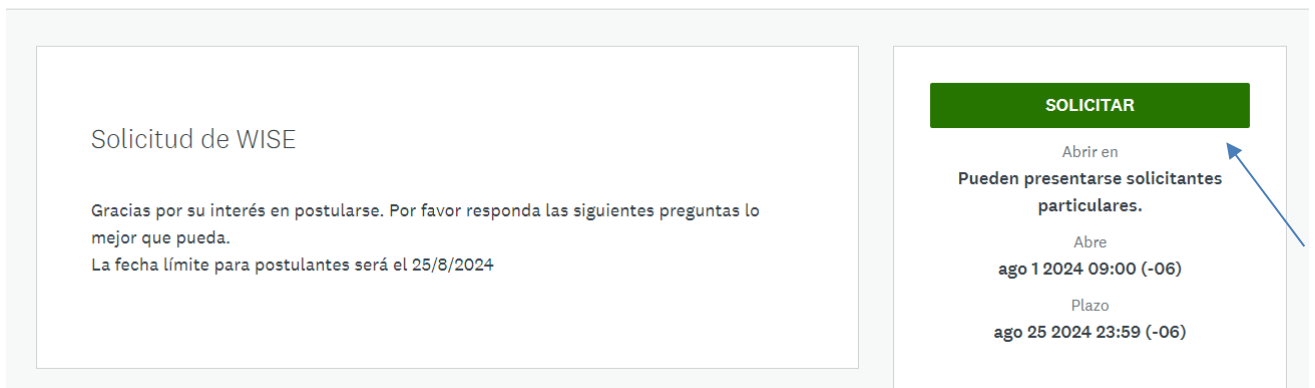 Solicitud de WISE
Gracias por su interés en postularse. Por favor responda las siguientes preguntas lo
mejor que pueda.
La fecha límite para postulantes será el 25/8/2024
SOLICITAR
Abrir en
Pueden presentarse solicitantes
particulares.
Abre
ago 1 2024 09:00 (-06)
Plazo
ago 25 2024 23:59 (-06)